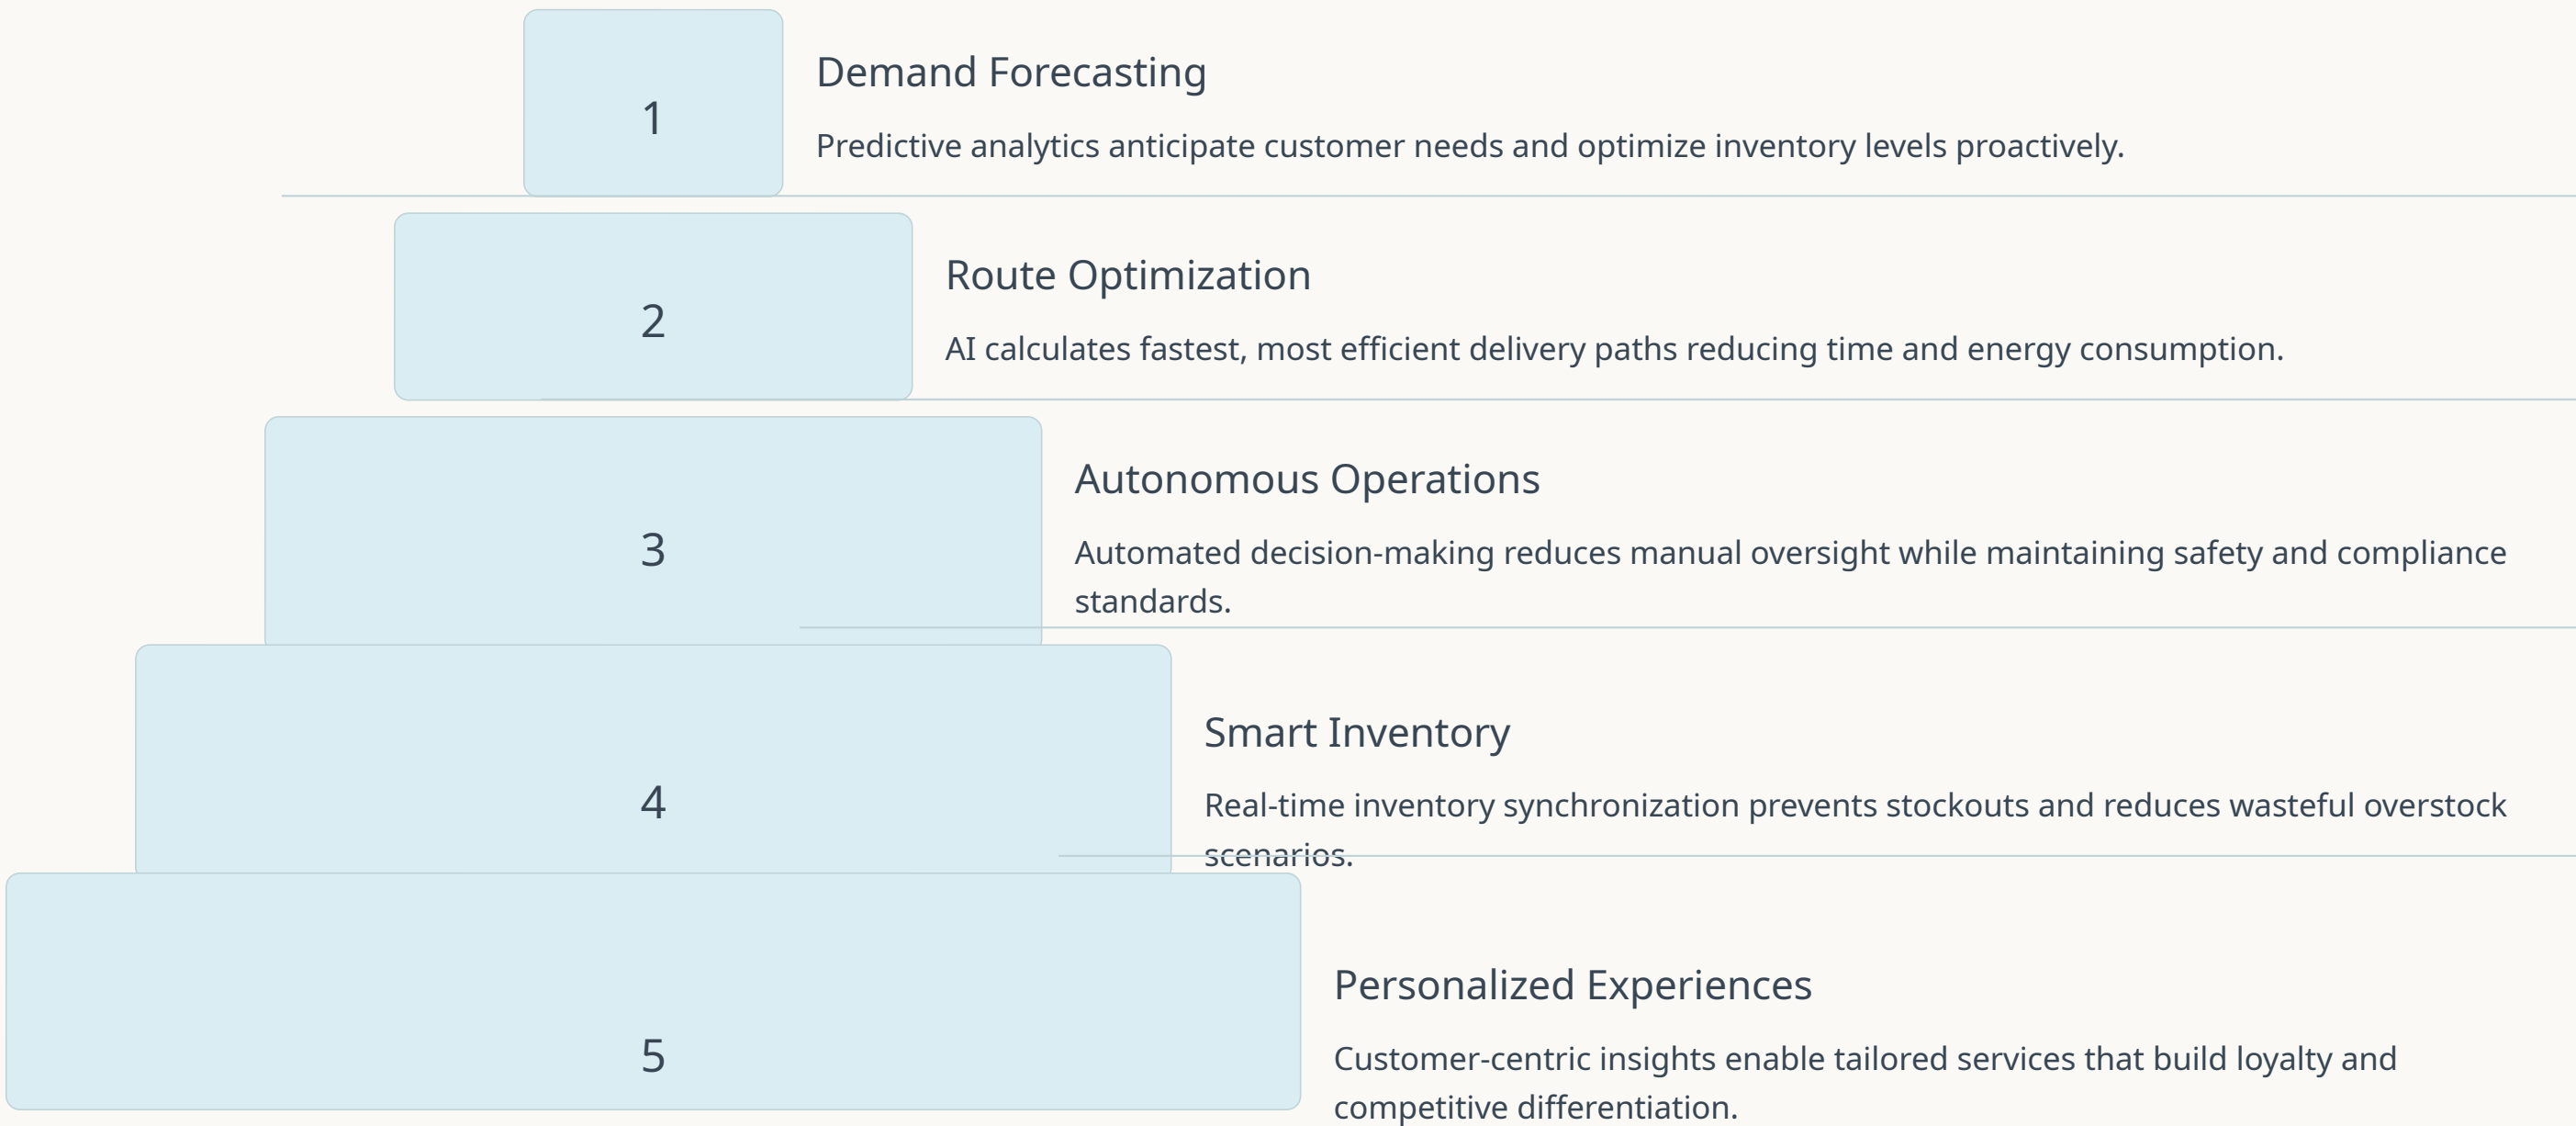 1
Demand Forecasting
Predictive analytics anticipate customer needs and optimize inventory levels proactively.
2
Route Optimization
AI calculates fastest, most efficient delivery paths reducing time and energy consumption.
3
Autonomous Operations
Automated decision-making reduces manual oversight while maintaining safety and compliance
standards.
4
Smart Inventory
Real-time inventory synchronization prevents stockouts and reduces wasteful overstock
scenarios.
5
Personalized Experiences
Customer-centric insights enable tailored services that build loyalty and
competitive differentiation.